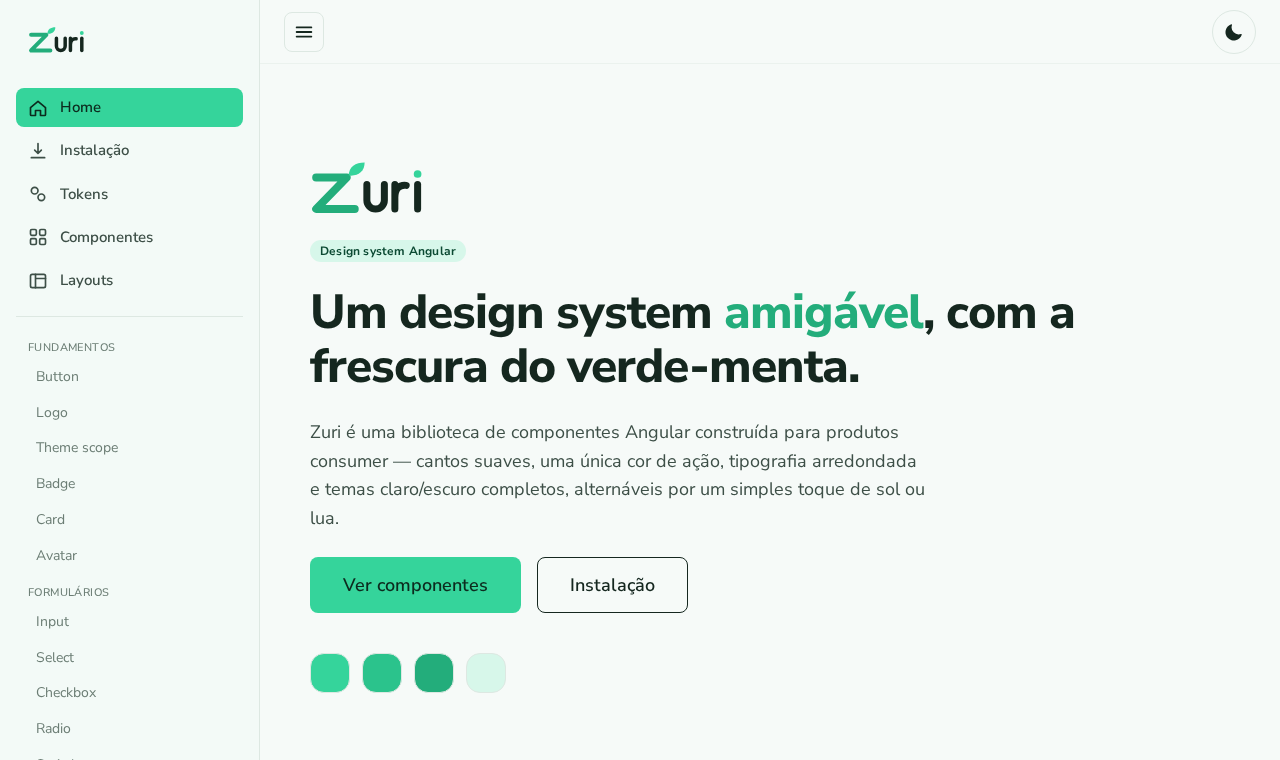 Zuri
Home
Instalação
Tokens
Componentes
Layouts
FUNDAMENTOS
Button
Logo
Theme scope
Badge
Card
Avatar
FORMULÁRIOS
Input
Select
Checkbox
Radio
Zuri
Design system Angular
Um design system amigável, com a
frescura do verde-menta.
Zuri é uma biblioteca de componentes Angular construída para produtos
consumer — cantos suaves, uma única cor de ação, tipografia arredondada
e temas claro/escuro completos, alternáveis por um simples toque de sol ou
lua.
Ver componentes
Instalação